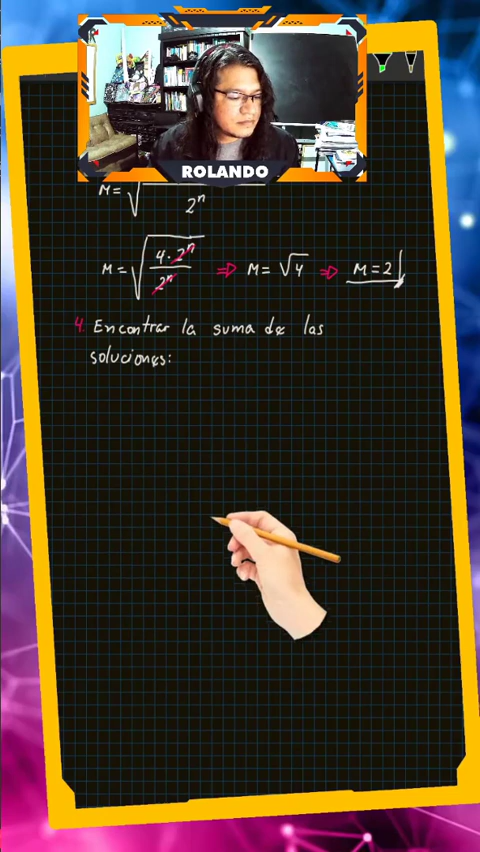 ROLANDO
M = √ 2ⁿ
M = √(4 · 2ⁿ / 2ⁿ) ⇒ M = √4 ⇒ M = 2
4. Encontrar la suma de las
soluciones: